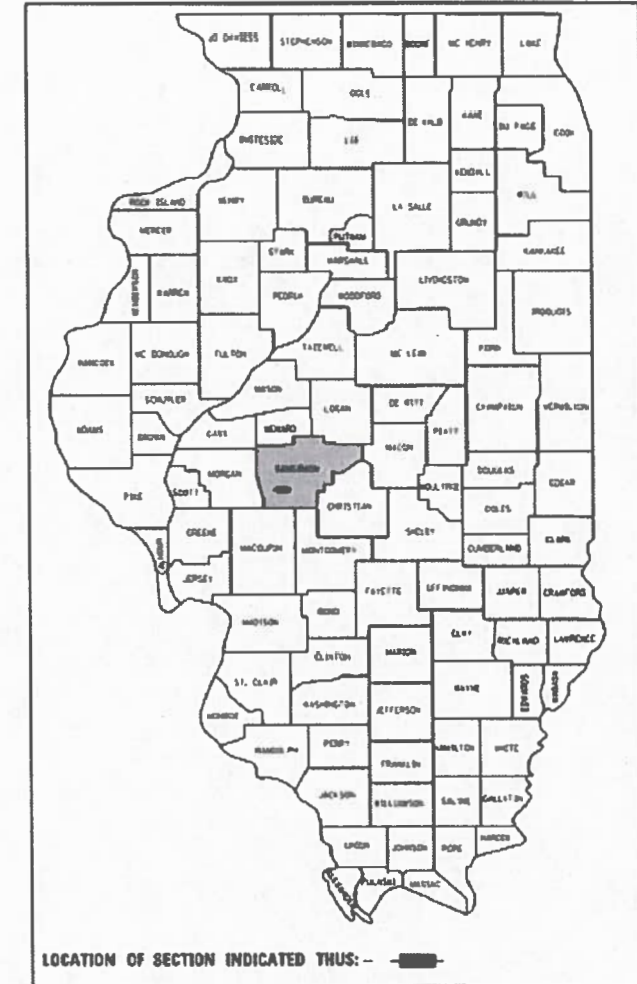 JO DAVIESS STEPHENSON WINNEBAGO BOONE MC HENRY LAKE
CARROLL OGLE
DE KALB KANE DU PAGE COOK
WHITESIDE LEE
KENDALL WILL
ROCK ISLAND HENRY BUREAU LA SALLE GRUNDY
MERCER PUTNAM
STARK MARSHALL KANKAKEE
HENDERSON WARREN KNOX PEORIA WOODFORD LIVINGSTON
IROQUOIS
HANCOCK MC DONOUGH FULTON TAZEWELL MC LEAN FORD
SCHUYLER MASON
LOGAN DE WITT
ADAMS BROWN CASS MENARD CHAMPAIGN VERMILION
MACON PIATT
MORGAN SANGAMON
PIKE SCOTT CHRISTIAN MOULTRIE DOUGLAS EDGAR
COLES
GREENE MACOUPIN MONTGOMERY SHELBY
CUMBERLAND CLARK
CALHOUN JERSEY FAYETTE EFFINGHAM JASPER CRAWFORD
MADISON BOND
CLAY RICHLAND LAWRENCE
CLINTON MARION
ST. CLAIR WAYNE EDWARDS WABASH
WASHINGTON JEFFERSON
MONROE
RANDOLPH PERRY HAMILTON WHITE
FRANKLIN
JACKSON WILLIAMSON SALINE GALLATIN
UNION JOHNSON POPE HARDIN
ALEXANDER PULASKI MASSAC
LOCATION OF SECTION INDICATED THUS: -